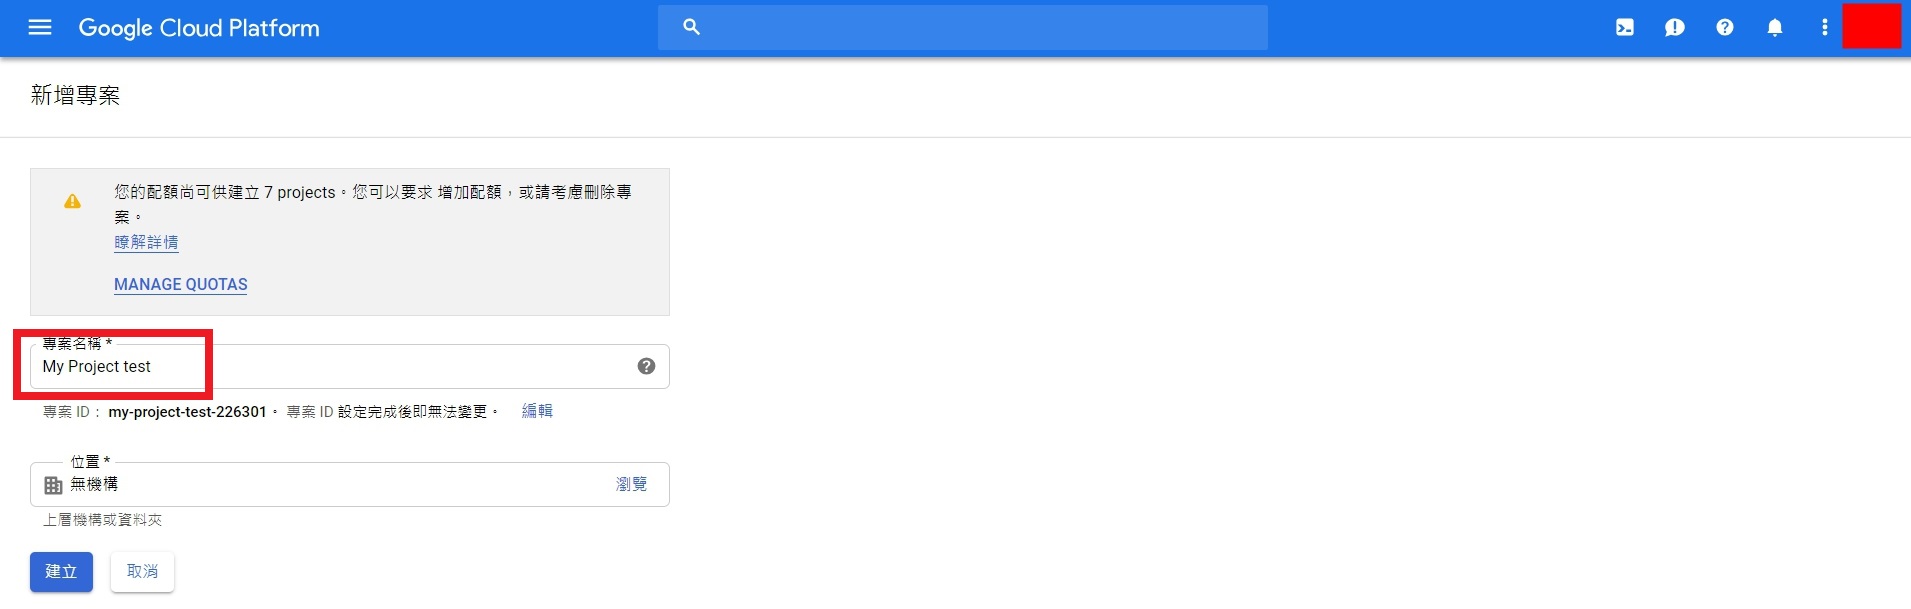 Google Cloud Platform
新增專案
您的配額尚可供建立 7 projects。您可以要求 增加配額，或請考慮刪除專
案。
瞭解詳情
MANAGE QUOTAS
專案名稱 *
My Project test
專案 ID： my-project-test-226301。 專案 ID 設定完成後即無法變更。 編輯
位置 *
無機構 瀏覽
上層機構或資料夾
建立 取消